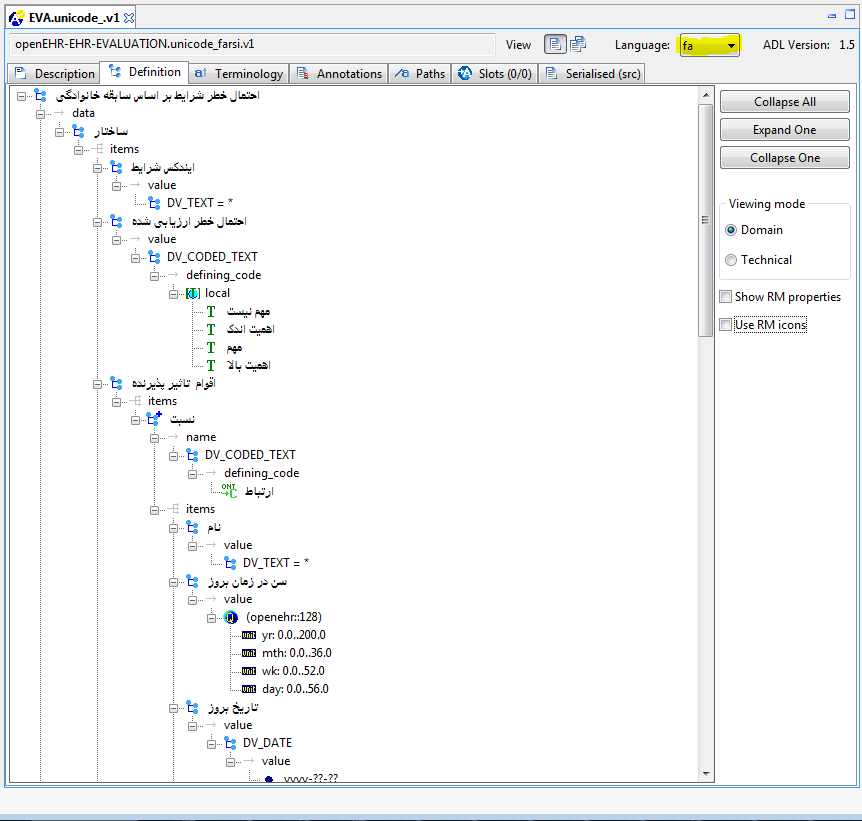 EVA.unicode_.v1
openEHR-EHR-EVALUATION.unicode_farsi.v1 View Language: fa ADL Version: 1.5
Description Definition Terminology Annotations Paths Slots (0/0) Serialised (src)
احتمال خطر شرایط بر اساس سابقه خانوادگی
data
ساختار
items
ایندکس شرایط
value
DV_TEXT = *
احتمال خطر ارزیابی شده
value
DV_CODED_TEXT
defining_code
local
T مهم نیست
T اهمیت اندک
T مهم
T اهمیت بالا
اقوام تاثیر پذیرنده
items
نسبت
name
DV_CODED_TEXT
defining_code
ارتباط
items
نام
value
DV_TEXT = *
سن در زمان بروز
value
(openehr::128)
unit yr: 0.0..200.0
unit mth: 0.0..36.0
unit wk: 0.0..52.0
unit day: 0.0..56.0
تاریخ بروز
value
DV_DATE
value
yyyy-??-??
Collapse All
Expand One
Collapse One
Viewing mode
Domain
Technical
Show RM properties
Use RM icons